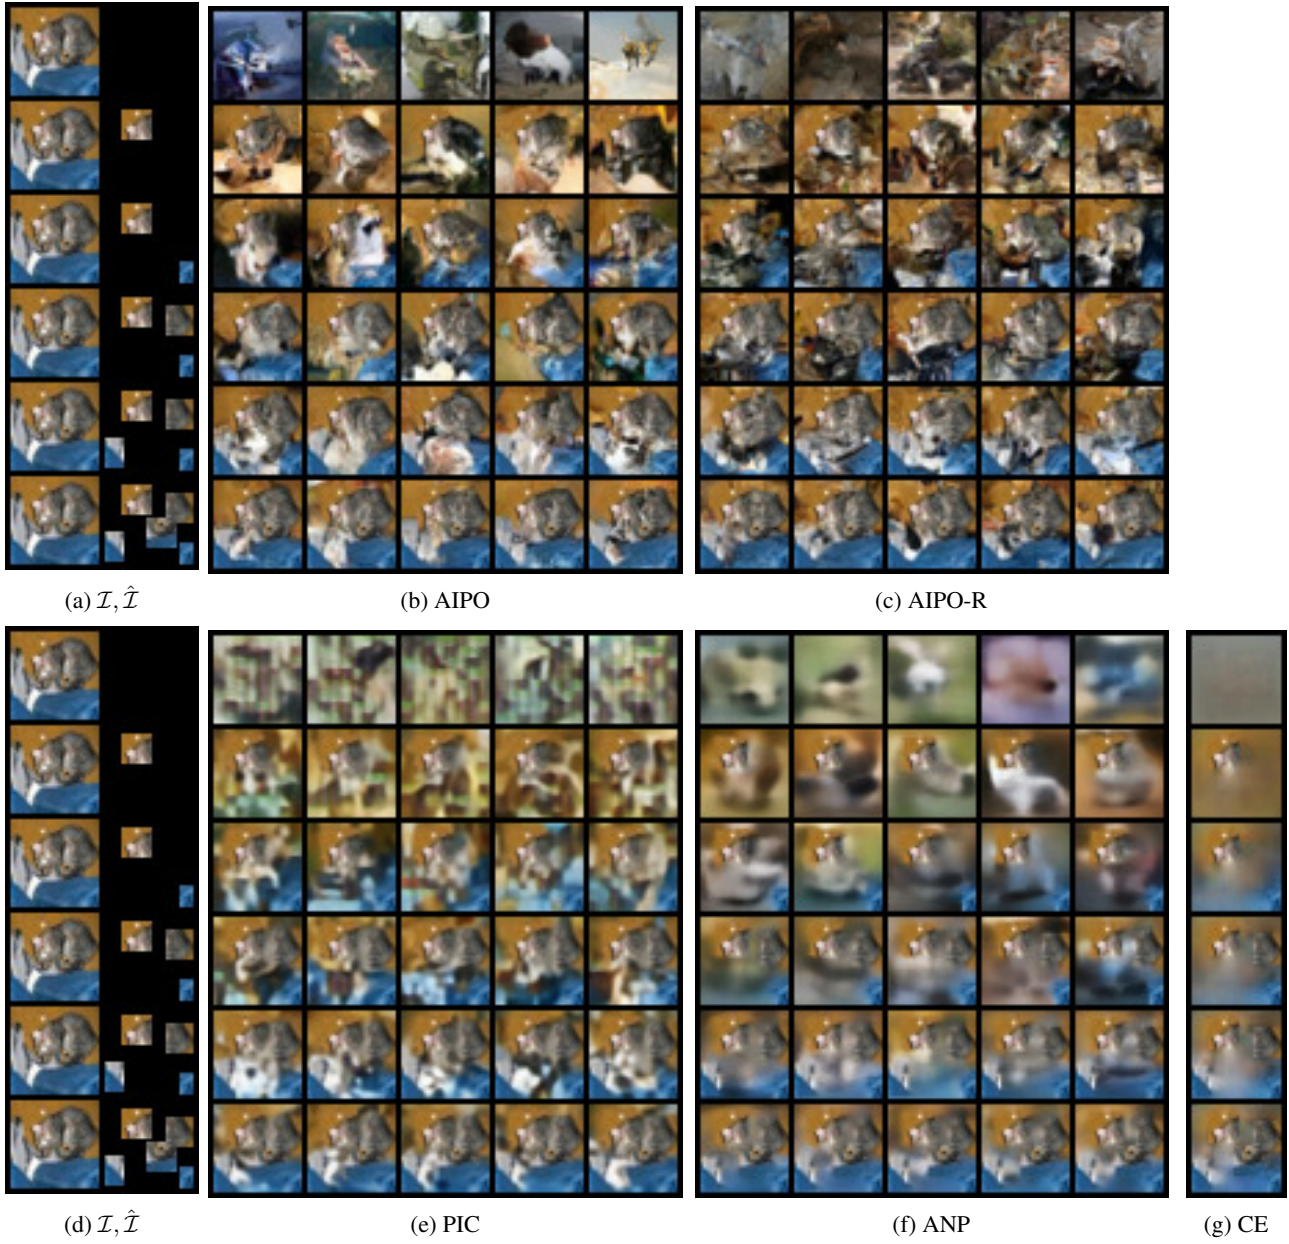 (a) ℐ, ℐ̂
(b) AIPO
(c) AIPO-R
(d) ℐ, ℐ̂
(e) PIC
(f) ANP
(g) CE